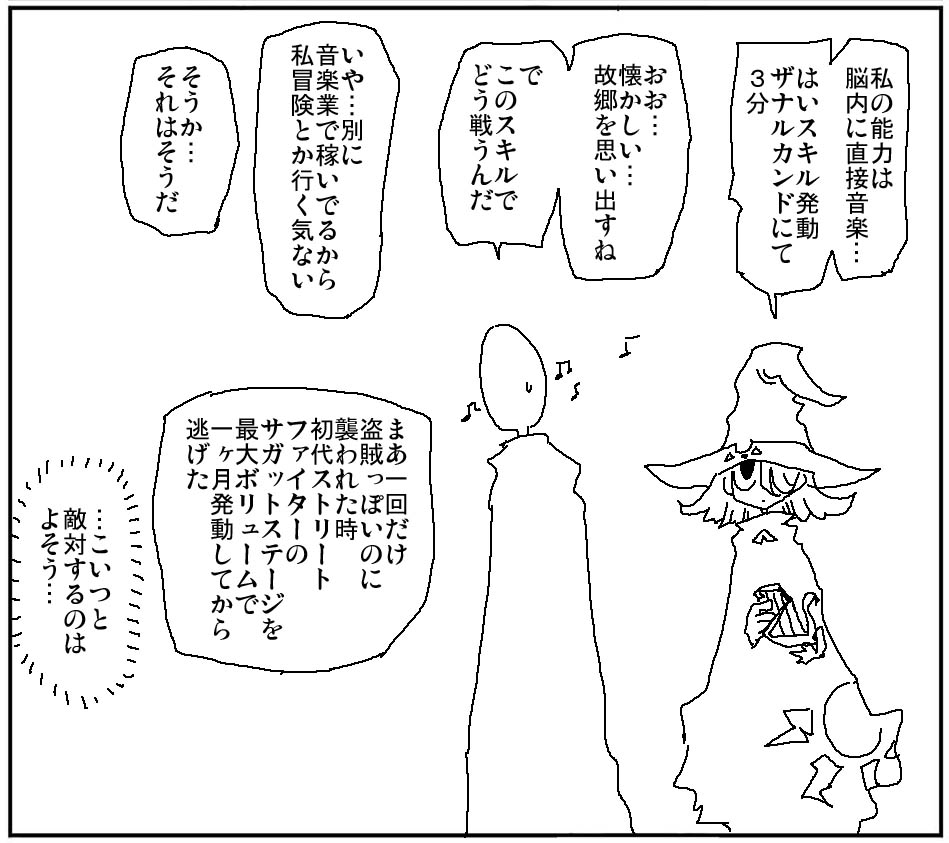 私の能力は
脳内に直接音楽…
はいスキル発動
ザナルカンドにて
３分
おお…
懐かしい…
故郷を思い出すね
で
このスキルで
どう戦うんだ
いや…別に
音楽業で稼いでるから
私冒険とか行く気ない
そうか…
それはそうだ
まあ一回だけ
盗賊っぽいのに
襲われた時
初代ストリート
ファイターの
サガットステージを
最大ボリュームで
一ヶ月発動してから
逃げた
…こいつと
敵対するのは
よそう…